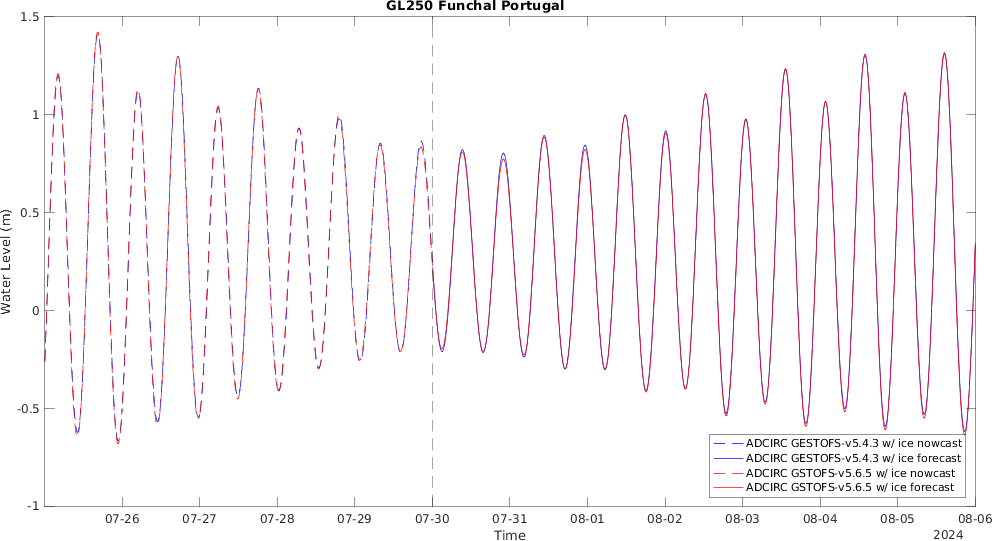 GL250 Funchal Portugal
1.5
1
0.5
0
-0.5
-1
Water Level (m)
07-26 07-27 07-28 07-29 07-30 07-31 08-01 08-02 08-03 08-04 08-05 08-06
Time
2024
ADCIRC GESTOFS-v5.4.3 w/ ice nowcast
ADCIRC GESTOFS-v5.4.3 w/ ice forecast
ADCIRC GSTOFS-v5.6.5 w/ ice nowcast
ADCIRC GSTOFS-v5.6.5 w/ ice forecast